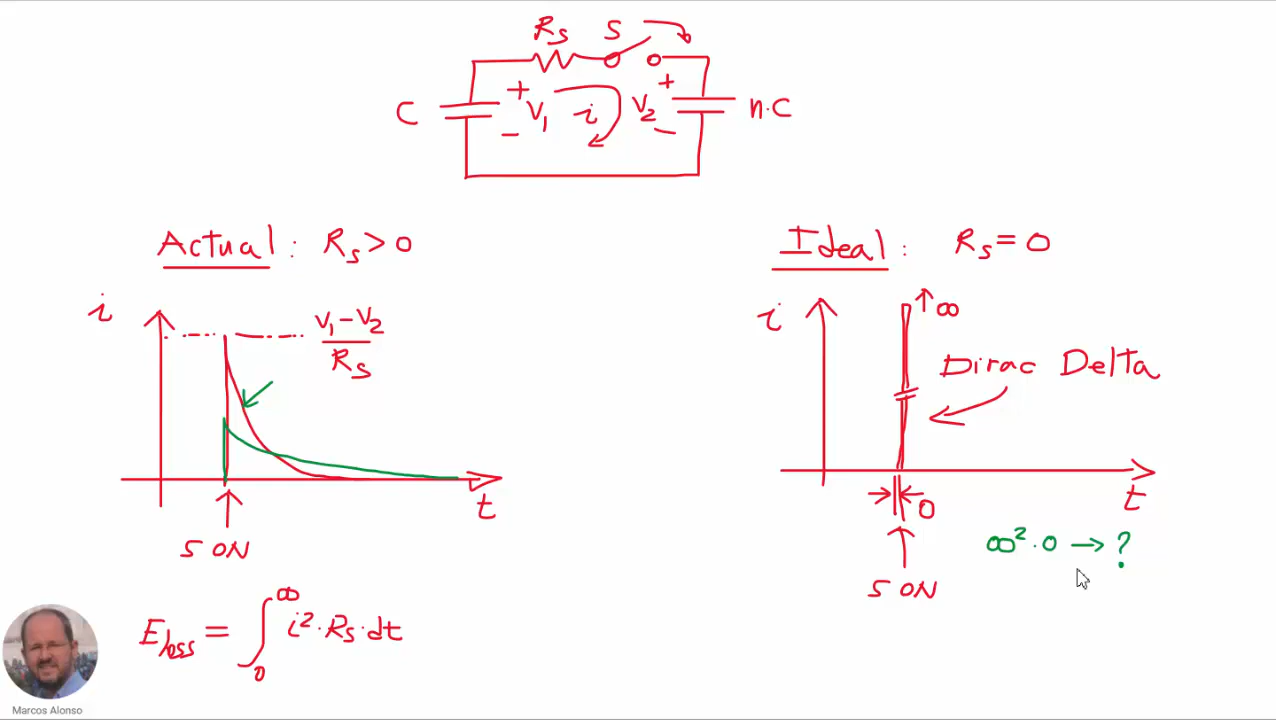 Rs S
C + V1 - i V2 + - n·C
Actual: Rs > 0
i
V1-V2
Rs
t
S ON
Eloss = ∫0∞ i²·Rs·dt
Ideal: Rs = 0
i
↑∞
Dirac Delta
0
t
∞²·0 → ?
S ON
Marcos Alonso